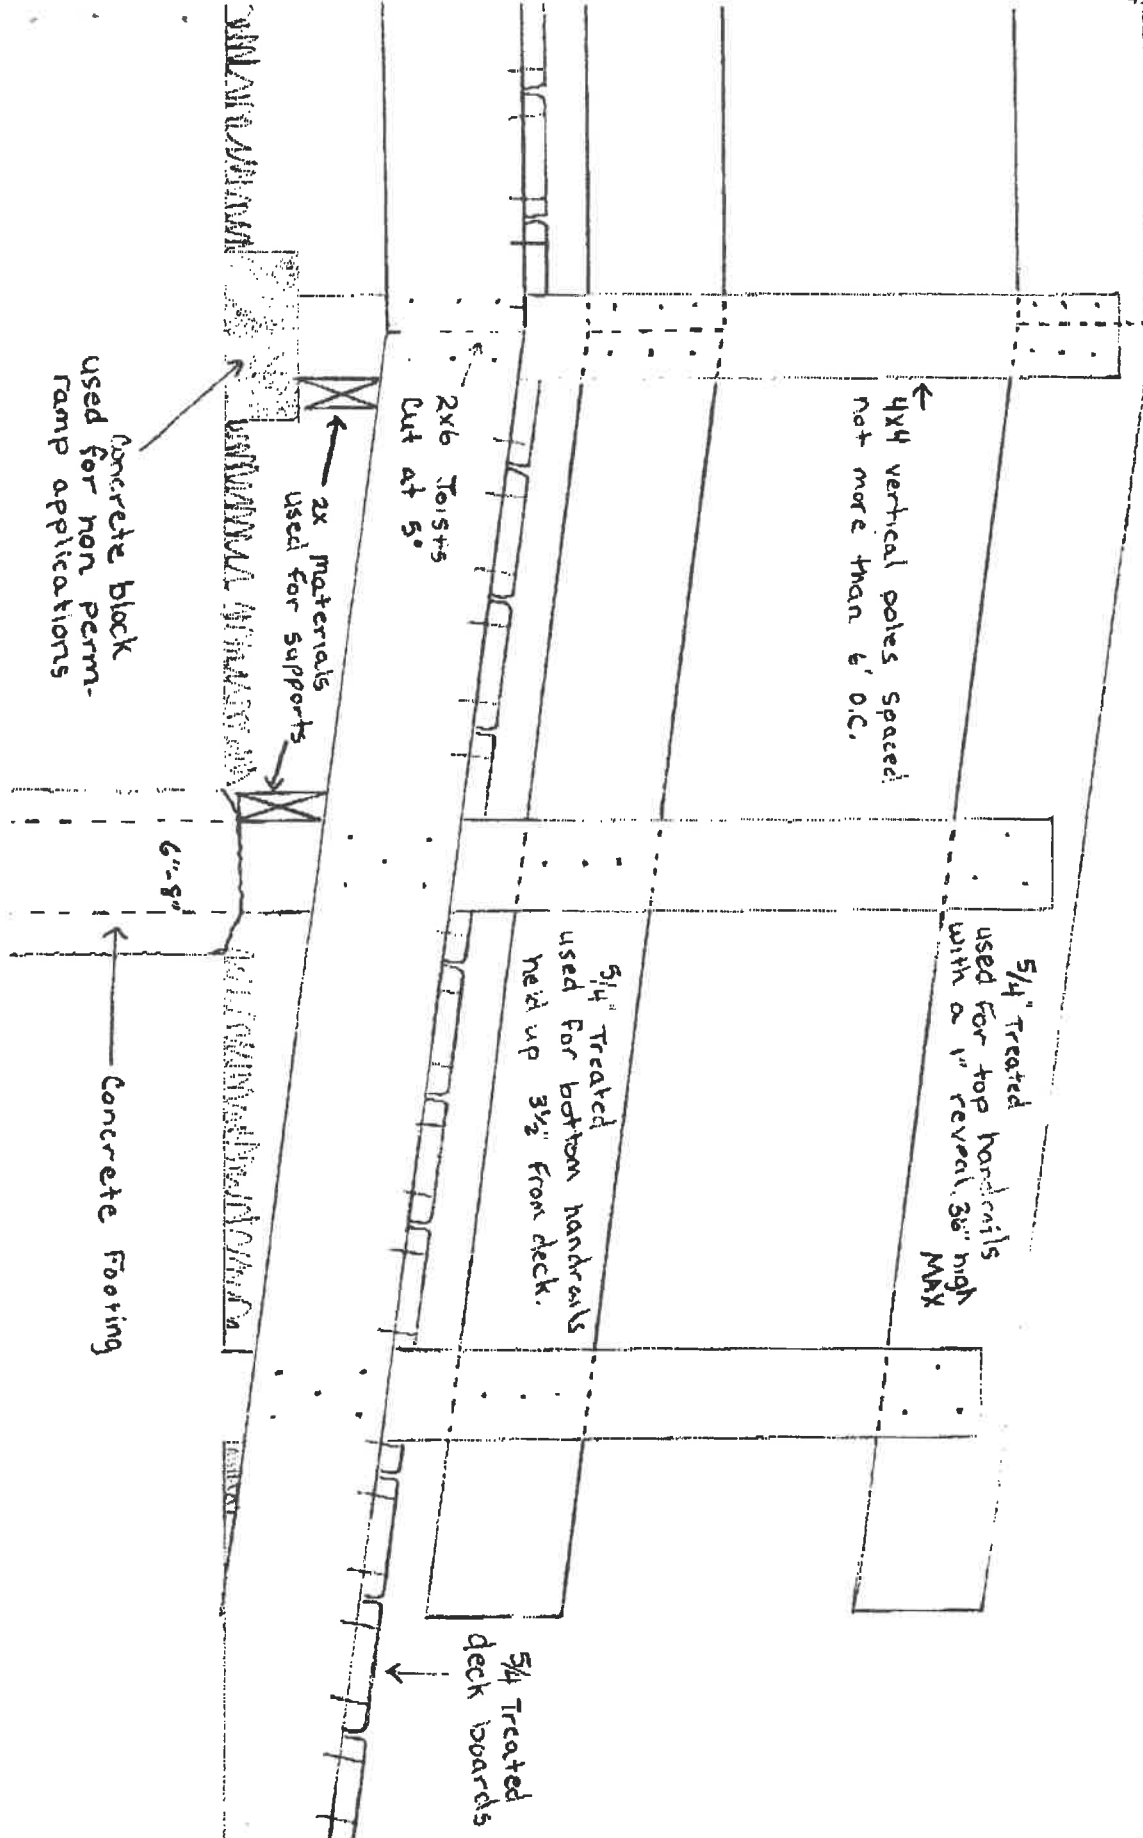 4x4 vertical poles spaced
not more than 6' O.C.
5/4" Treated
used for top handrails
with a 1" reveal. 36" high
MAX
2x6 Joists
Cut at 5°
5/4" Treated
used for bottom handrails
held up 3½" from deck.
2x materials
used for supports
5/4 Treated
deck boards
Concrete block
used for non perm-
ramp applications
6"-8"
Concrete Footing